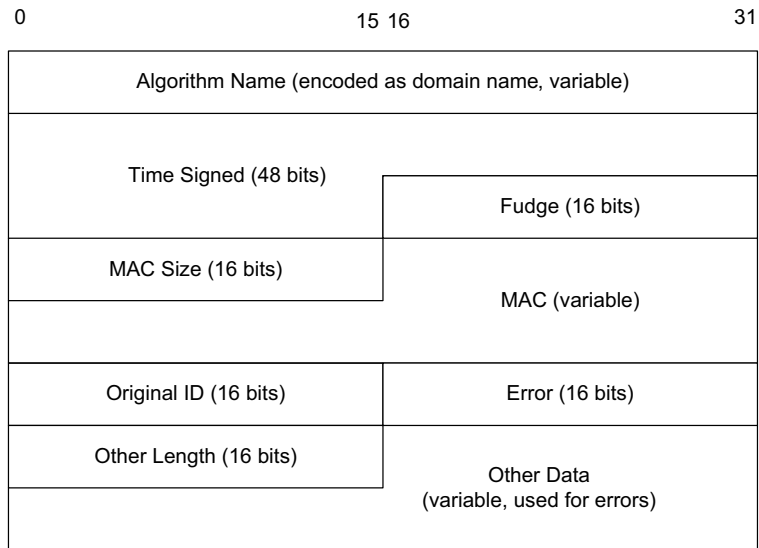 0 15 16 31
Algorithm Name (encoded as domain name, variable)
Time Signed (48 bits)
Fudge (16 bits)
MAC Size (16 bits)
MAC (variable)
Original ID (16 bits)
Error (16 bits)
Other Length (16 bits)
Other Data
(variable, used for errors)